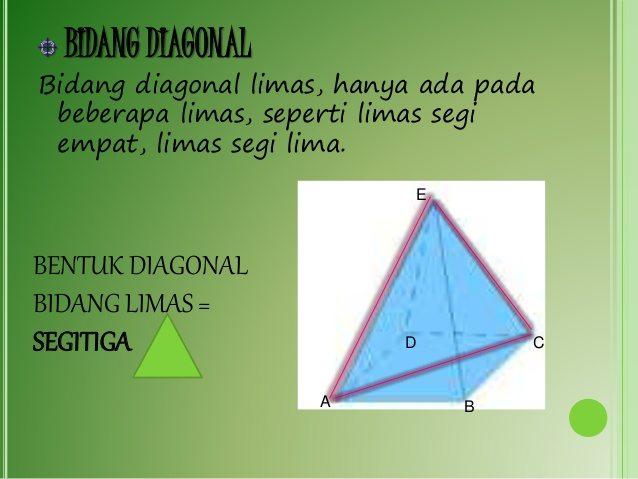 BIDANG DIAGONAL
Bidang diagonal limas, hanya ada pada
beberapa limas, seperti limas segi
empat, limas segi lima.
BENTUK DIAGONAL
BIDANG LIMAS =
SEGITIGA
E
D
C
A
B